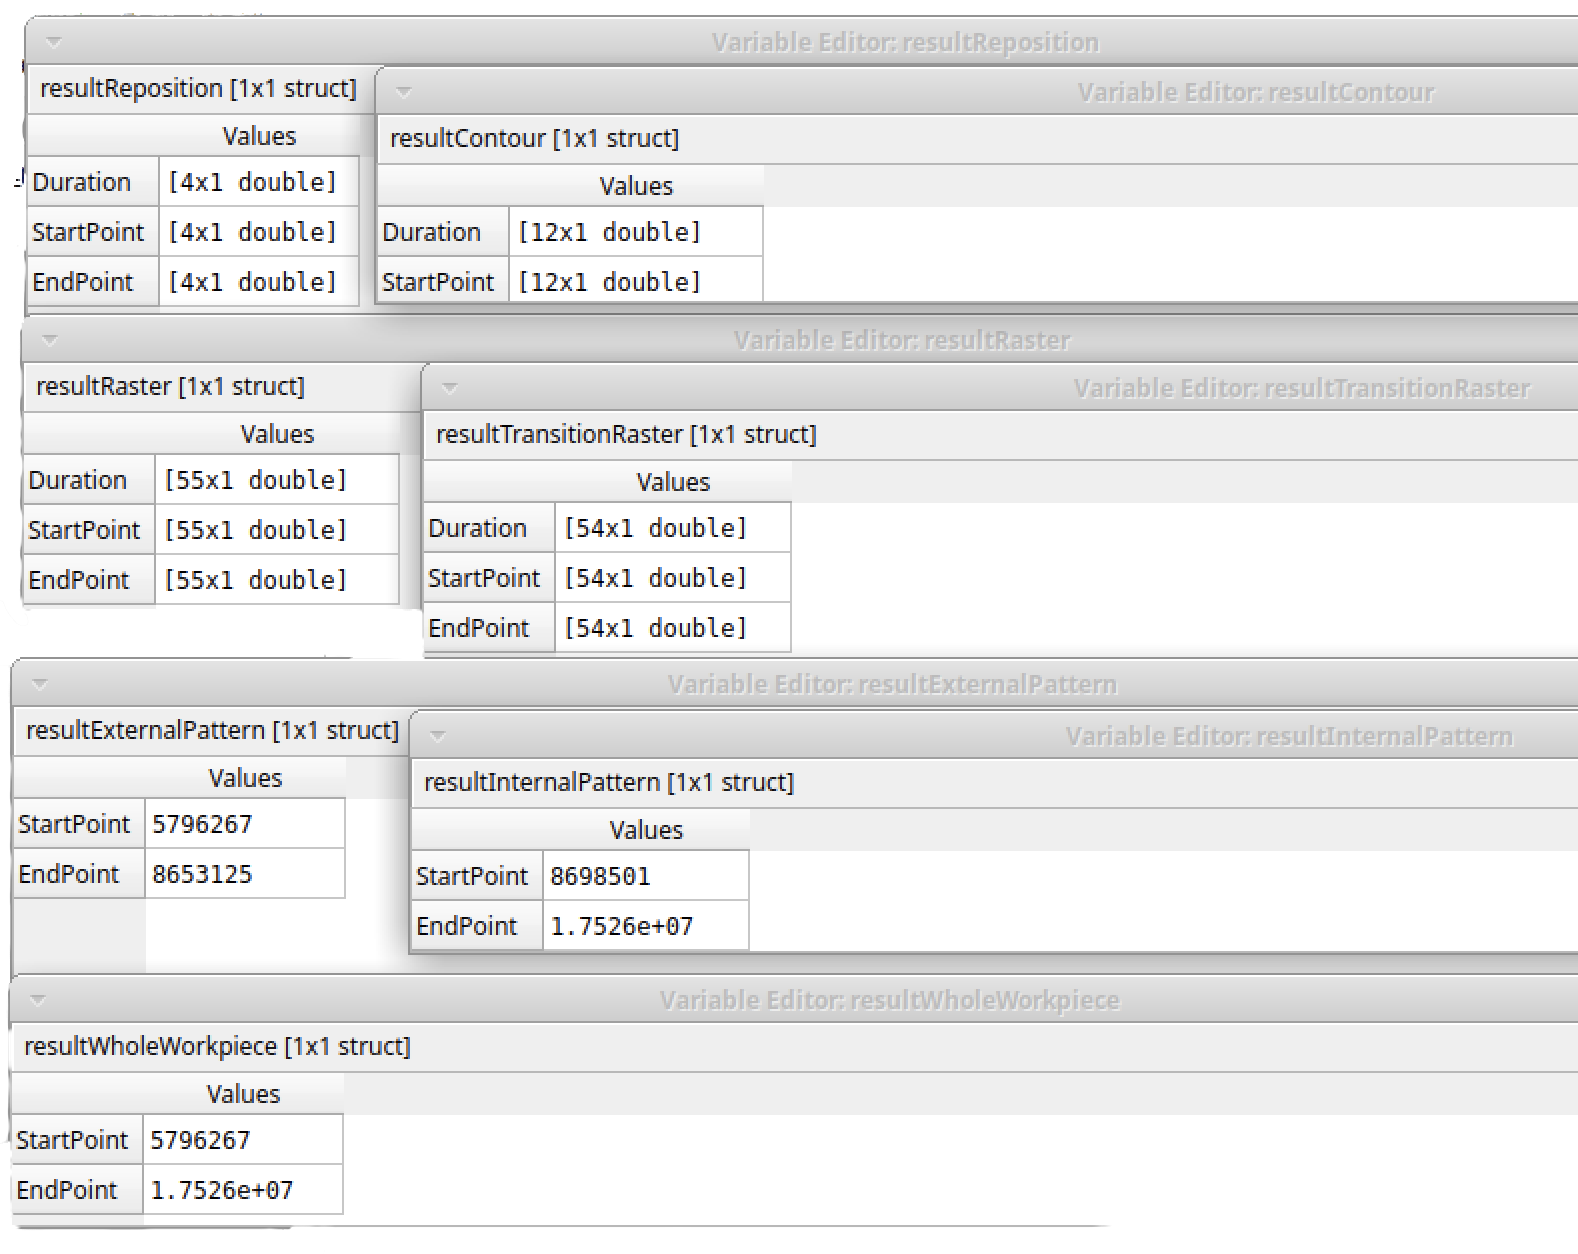 Variable Editor: resultReposition
resultReposition [1x1 struct]
Values
Duration [4x1 double]
StartPoint [4x1 double]
EndPoint [4x1 double]
Variable Editor: resultContour
resultContour [1x1 struct]
Values
Duration [12x1 double]
StartPoint [12x1 double]
Variable Editor: resultRaster
resultRaster [1x1 struct]
Values
Duration [55x1 double]
StartPoint [55x1 double]
EndPoint [55x1 double]
Variable Editor: resultTransitionRaster
resultTransitionRaster [1x1 struct]
Values
Duration [54x1 double]
StartPoint [54x1 double]
EndPoint [54x1 double]
Variable Editor: resultExternalPattern
resultExternalPattern [1x1 struct]
Values
StartPoint 5796267
EndPoint 8653125
Variable Editor: resultInternalPattern
resultInternalPattern [1x1 struct]
Values
StartPoint 8698501
EndPoint 1.7526e+07
Variable Editor: resultWholeWorkpiece
resultWholeWorkpiece [1x1 struct]
Values
StartPoint 5796267
EndPoint 1.7526e+07